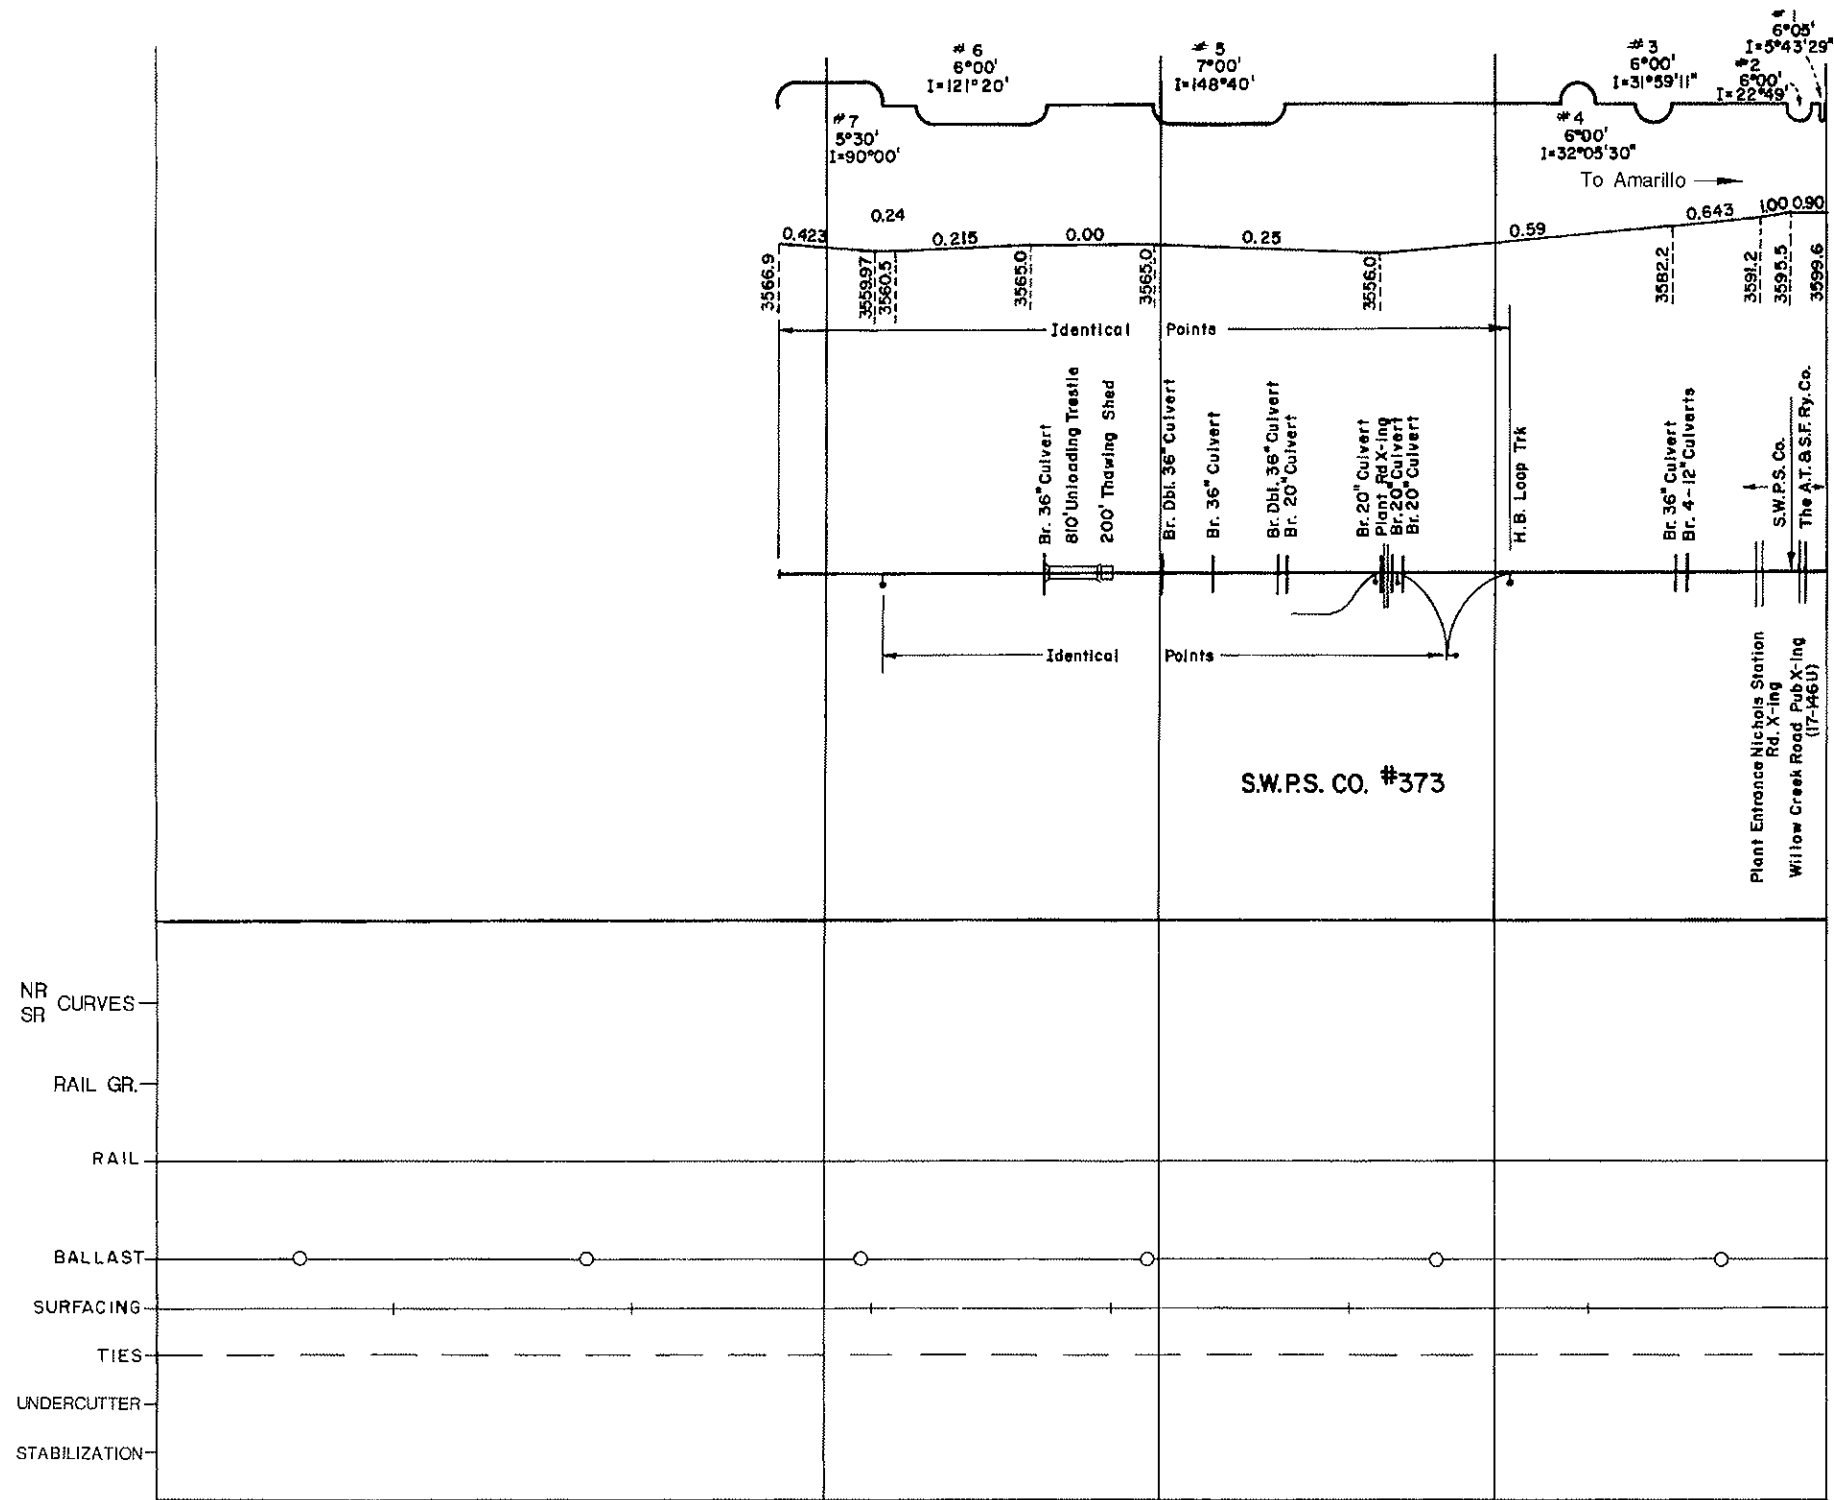 # 1
6°05'
I=5°43'29"
#2
6°00'
I=22°49'
#3
6°00'
I=31°59'11"
#4
6°00'
I=32°05'30"
# 5
7°00'
I=148°40'
# 6
6°00'
I=121°20'
#7
5°30'
I=90°00'
To Amarillo
0.423
0.24
0.215
0.00
0.25
0.59
0.643
1.00
0.90
3566.9
3559.97
3560.5
3565.0
3565.0
3556.0
3582.2
3591.2
3595.5
3599.6
Identical Points
Br. 36" Culvert
810' Unloading Trestle
200' Thawing Shed
Br. Dbl. 36" Culvert
Br. 36" Culvert
Br. Dbl. 36" Culvert
Br. 20" Culvert
Br. 20" Culvert
Plant Rd X-ing
Br. 20" Culvert
Br. 20" Culvert
H.B. Loop Trk
Br. 36" Culvert
Br. 4-12" Culverts
S.W.P.S. Co.
The A.T.&S.F. Ry. Co.
Identical Points
Plant Entrance Nichols Station
Rd. X-ing
Willow Creek Road Pub X-ing
(17-146U)
S.W.P.S. CO. #373
NR
SR
CURVES
RAIL GR.
RAIL
BALLAST
SURFACING
TIES
UNDERCUTTER
STABILIZATION